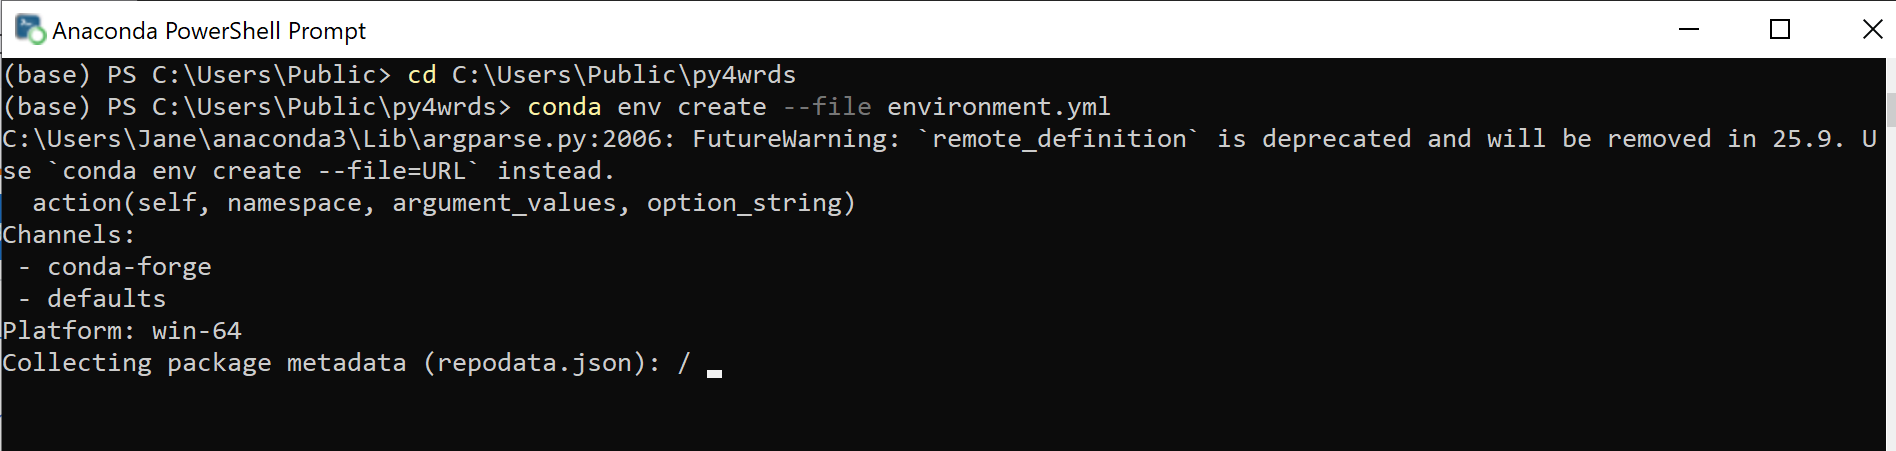 Anaconda PowerShell Prompt
(base) PS C:\Users\Public> cd C:\Users\Public\py4wrds
(base) PS C:\Users\Public\py4wrds> conda env create --file environment.yml
C:\Users\Jane\anaconda3\Lib\argparse.py:2006: FutureWarning: `remote_definition` is deprecated and will be removed in 25.9. U
se `conda env create --file=URL` instead.
  action(self, namespace, argument_values, option_string)
Channels:
 - conda-forge
 - defaults
Platform: win-64
Collecting package metadata (repodata.json): /